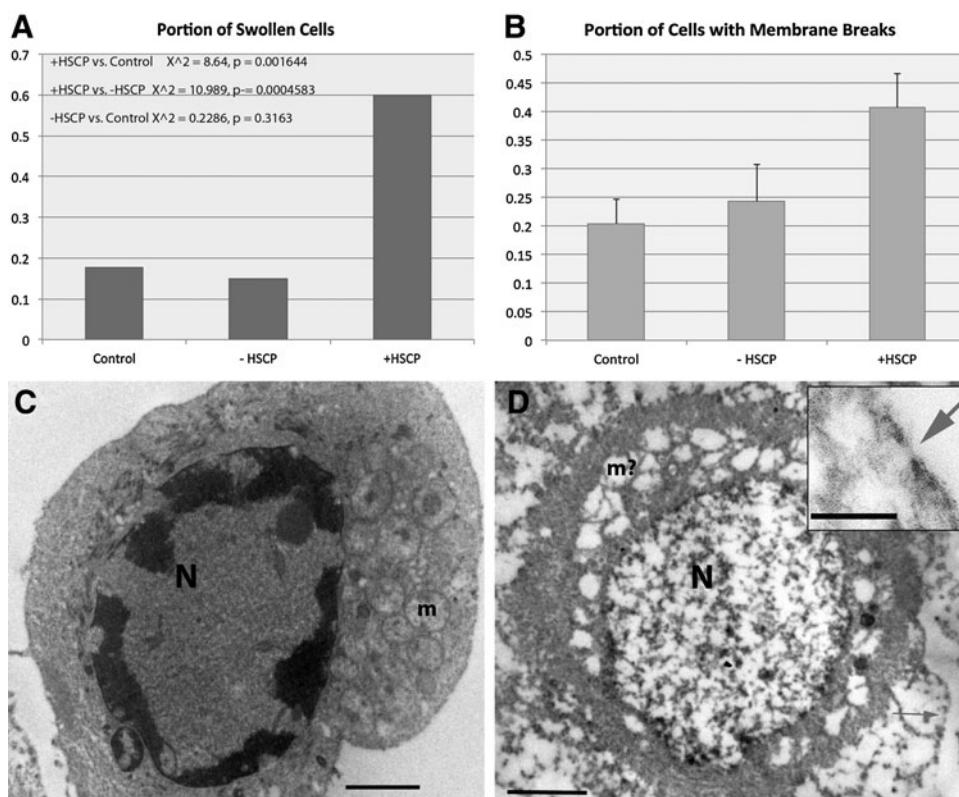 A
Portion of Swollen Cells
0.7
0.6
0.5
0.4
0.3
0.2
0.1
0
+HSCP vs. Control X^2 = 8.64, p = 0.001644
+HSCP vs. -HSCP X^2 = 10.989, p-= 0.0004583
-HSCP vs. Control X^2 = 0.2286, p = 0.3163
Control
- HSCP
+HSCP
B
Portion of Cells with Membrane Breaks
0.5
0.45
0.4
0.35
0.3
0.25
0.2
0.15
0.1
0.05
0
Control
- HSCP
+HSCP
C
N
m
D
m?
N